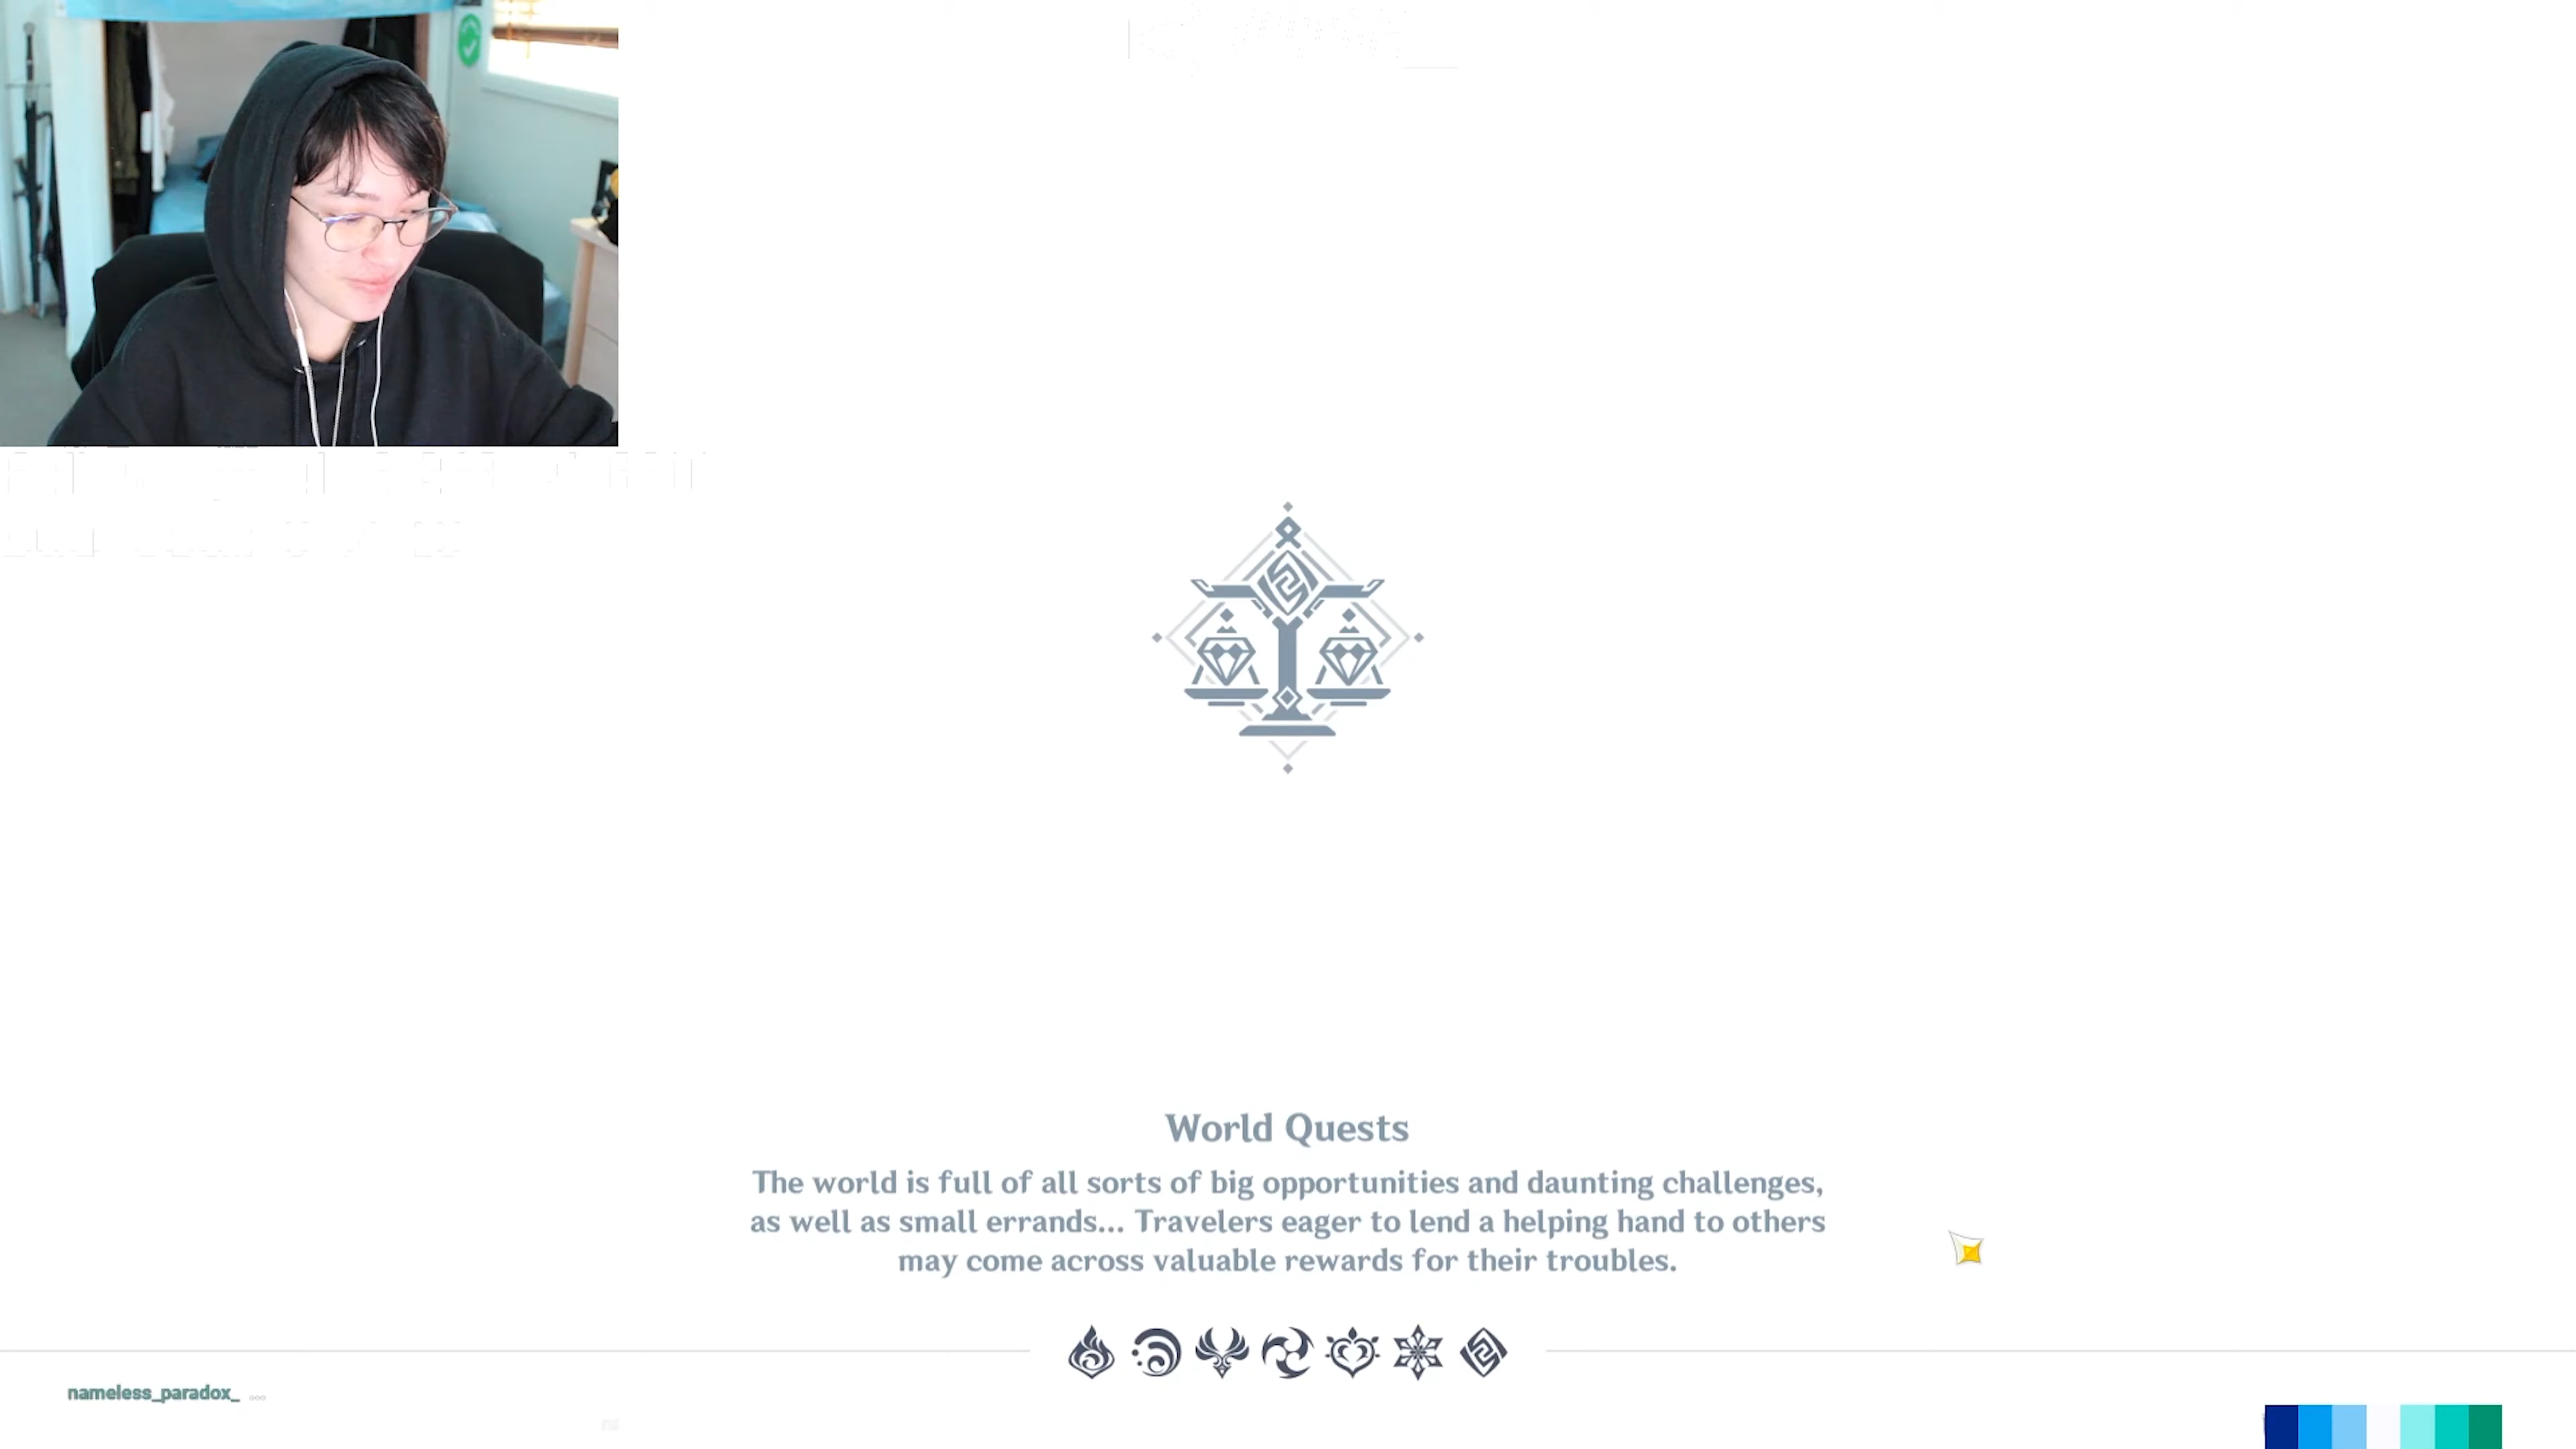 World Quests
The world is full of all sorts of big opportunities and daunting challenges,
as well as small errands... Travelers eager to lend a helping hand to others
may come across valuable rewards for their troubles.
nameless_paradox_